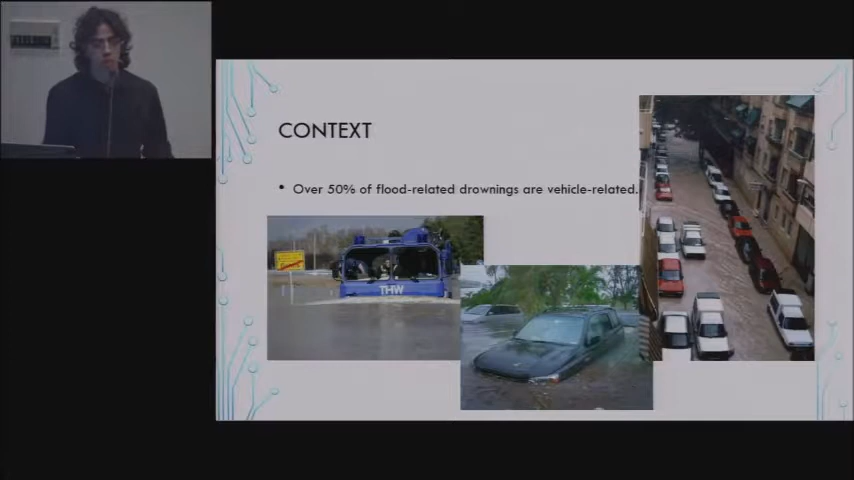 CONTEXT
• Over 50% of flood-related drownings are vehicle-related.
THW